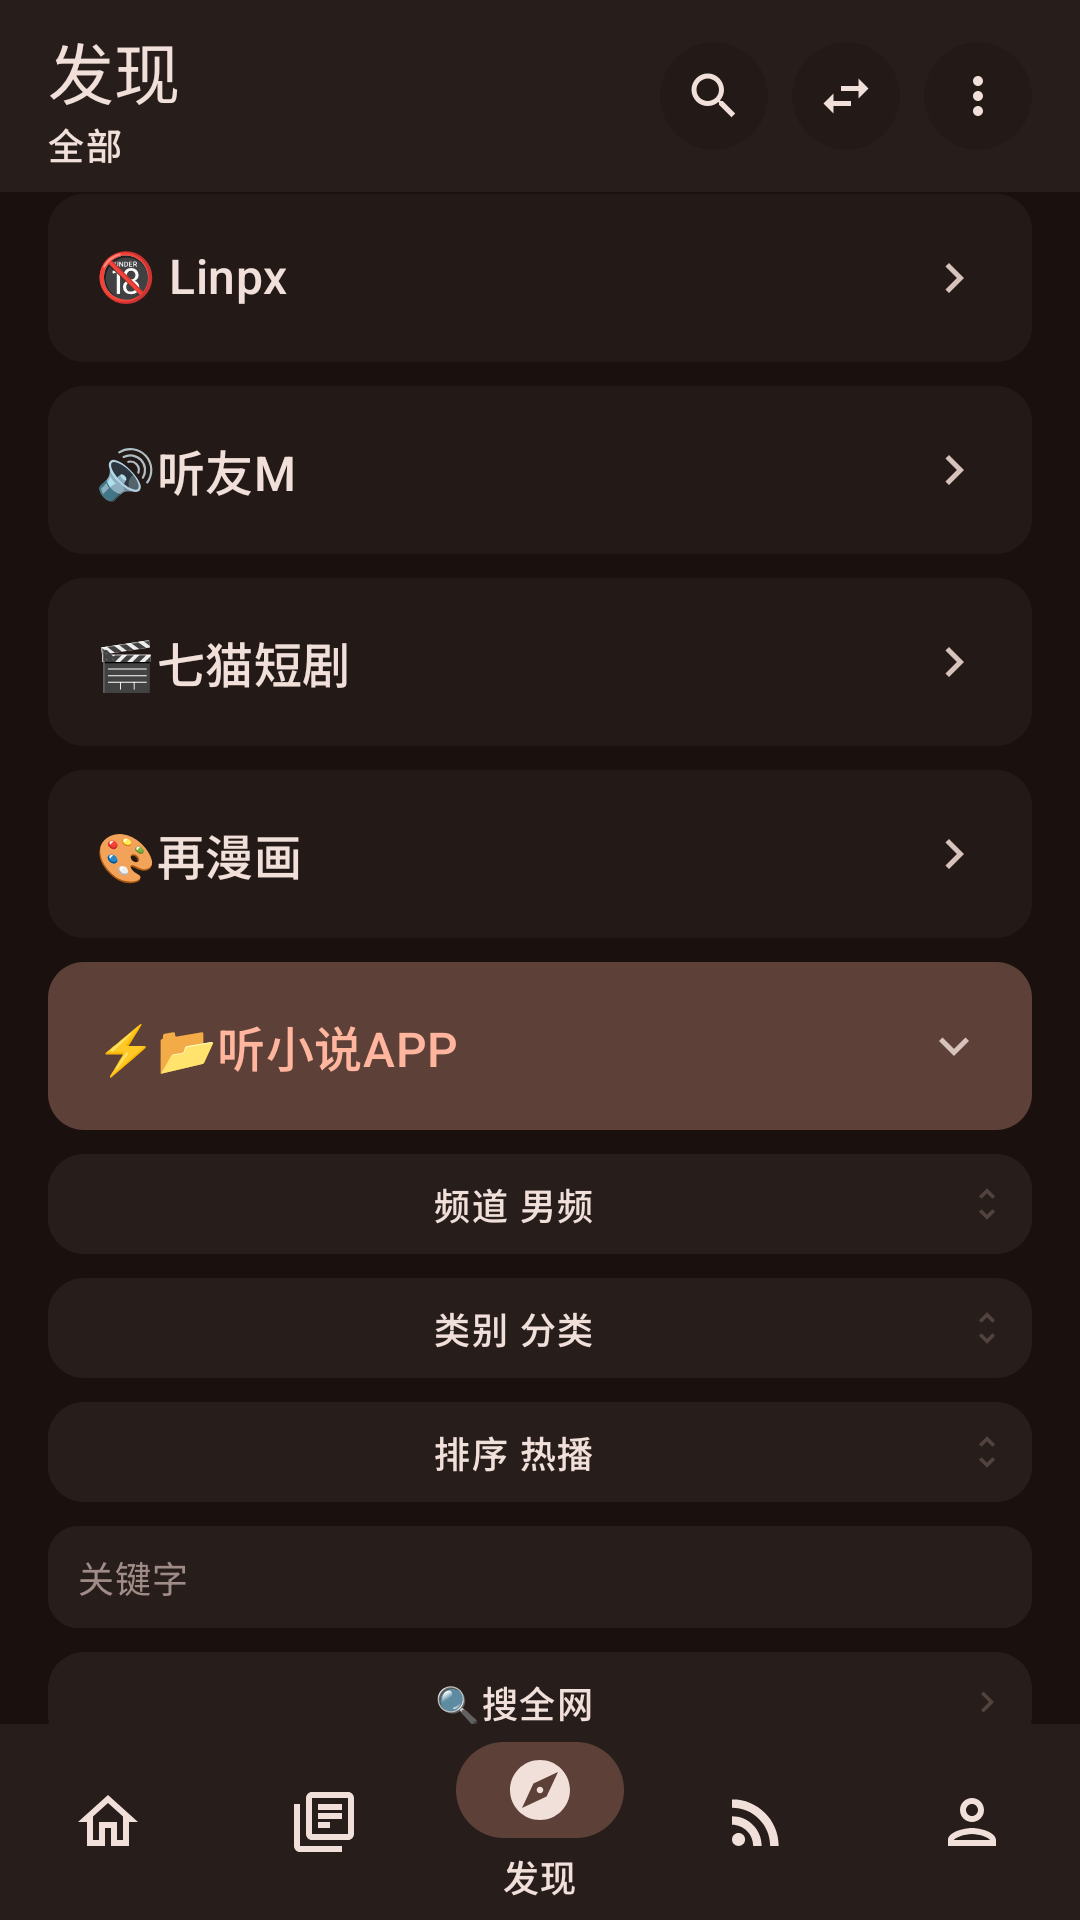 发现
全部
🔞 Linpx
🔊听友M
🎬七猫短剧
🎨再漫画
⚡📂听小说APP
频道 男频
类别 分类
排序 热播
关键字
🔍搜全网
发现